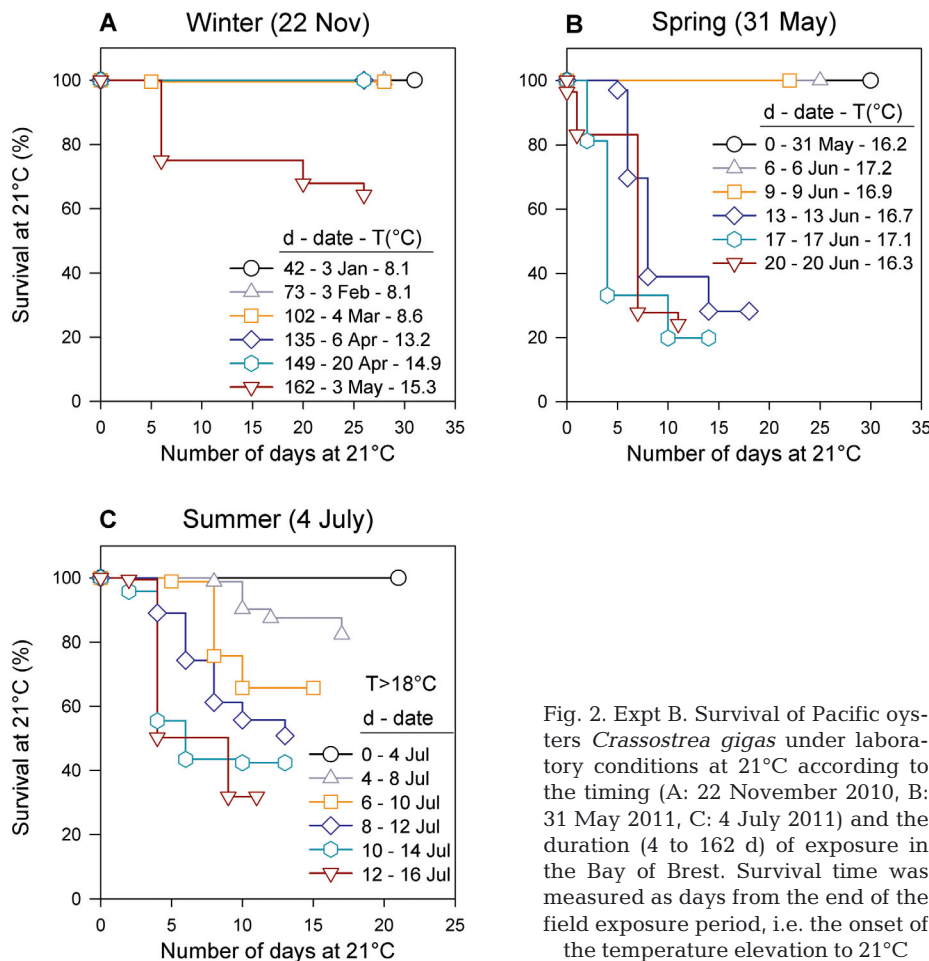 A Winter (22 Nov)
100
80
60
40
20
0
Survival at 21°C (%)
d - date - T(°C)
42 - 3 Jan - 8.1
73 - 3 Feb - 8.1
102 - 4 Mar - 8.6
135 - 6 Apr - 13.2
149 - 20 Apr - 14.9
162 - 3 May - 15.3
0 5 10 15 20 25 30 35
Number of days at 21°C
B Spring (31 May)
100
80
60
40
20
0
d - date - T(°C)
0 - 31 May - 16.2
6 - 6 Jun - 17.2
9 - 9 Jun - 16.9
13 - 13 Jun - 16.7
17 - 17 Jun - 17.1
20 - 20 Jun - 16.3
0 5 10 15 20 25 30 35
Number of days at 21°C
C Summer (4 July)
100
80
60
40
20
0
Survival at 21°C (%)
T>18°C
d - date
0 - 4 Jul
4 - 8 Jul
6 - 10 Jul
8 - 12 Jul
10 - 14 Jul
12 - 16 Jul
0 5 10 15 20 25
Number of days at 21°C
Fig. 2. Expt B. Survival of Pacific oys-
ters Crassostrea gigas under labora-
tory conditions at 21°C according to
the timing (A: 22 November 2010, B:
31 May 2011, C: 4 July 2011) and the
duration (4 to 162 d) of exposure in
the Bay of Brest. Survival time was
measured as days from the end of the
field exposure period, i.e. the onset of
the temperature elevation to 21°C